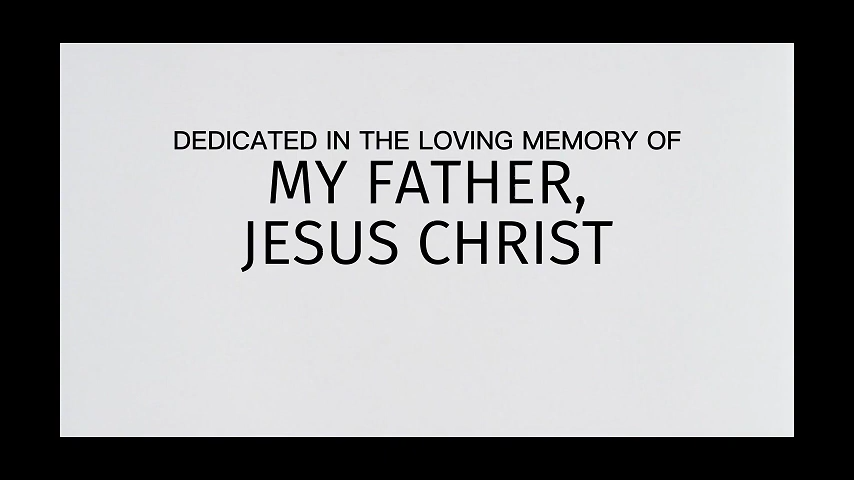 DEDICATED IN THE LOVING MEMORY OF
MY FATHER,
JESUS CHRIST